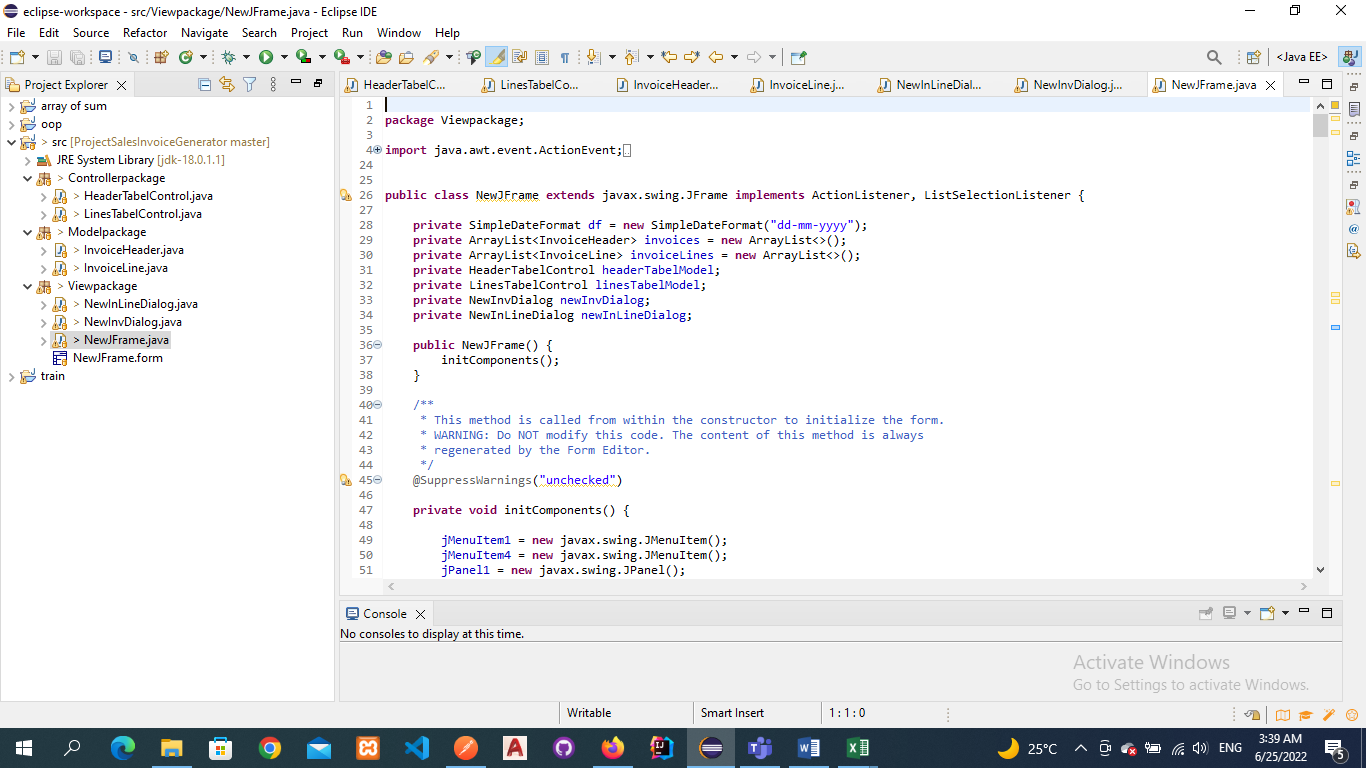 eclipse-workspace - src/Viewpackage/NewJFrame.java - Eclipse IDE
File Edit Source Refactor Navigate Search Project Run Window Help
<Java EE>
Project Explorer
HeaderTabelC...
LinesTabelCo...
InvoiceHeader...
InvoiceLine.j...
NewInLineDial...
NewInvDialog.j...
NewJFrame.java
array of sum
oop
> src [ProjectSalesInvoiceGenerator master]
JRE System Library [jdk-18.0.1.1]
> Controllerpackage
> HeaderTabelControl.java
> LinesTabelControl.java
> Modelpackage
> InvoiceHeader.java
> InvoiceLine.java
> Viewpackage
> NewInLineDialog.java
> NewInvDialog.java
> NewJFrame.java
NewJFrame.form
train
1
2 package Viewpackage;
3
4 import java.awt.event.ActionEvent;
24
25
26 public class NewJFrame extends javax.swing.JFrame implements ActionListener, ListSelectionListener {
27
28 private SimpleDateFormat df = new SimpleDateFormat("dd-mm-yyyy");
29 private ArrayList<InvoiceHeader> invoices = new ArrayList<>();
30 private ArrayList<InvoiceLine> invoiceLines = new ArrayList<>();
31 private HeaderTabelControl headerTabelModel;
32 private LinesTabelControl linesTabelModel;
33 private NewInvDialog newInvDialog;
34 private NewInLineDialog newInLineDialog;
35
36 public NewJFrame() {
37 initComponents();
38 }
39
40 /**
41 * This method is called from within the constructor to initialize the form.
42 * WARNING: Do NOT modify this code. The content of this method is always
43 * regenerated by the Form Editor.
44 */
45 @SuppressWarnings("unchecked")
46
47 private void initComponents() {
48
49 jMenuItem1 = new javax.swing.JMenuItem();
50 jMenuItem4 = new javax.swing.JMenuItem();
51 jPanel1 = new javax.swing.JPanel();
Console
No consoles to display at this time.
Activate Windows
Go to Settings to activate Windows.
Writable
Smart Insert
1 : 1 : 0
25°C
ENG
3:39 AM
6/25/2022
5